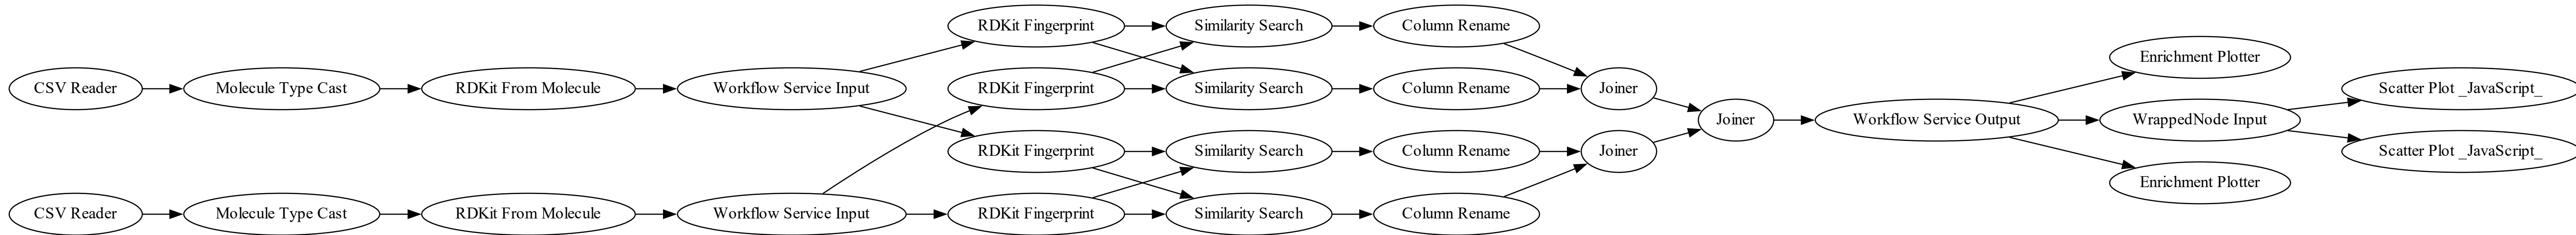 RDKit Fingerprint
Similarity Search
Column Rename
Enrichment Plotter
CSV Reader
Molecule Type Cast
RDKit From Molecule
Workflow Service Input
RDKit Fingerprint
Similarity Search
Column Rename
Joiner
Scatter Plot _JavaScript_
Joiner
Workflow Service Output
WrappedNode Input
RDKit Fingerprint
Similarity Search
Column Rename
Joiner
Scatter Plot _JavaScript_
Enrichment Plotter
CSV Reader
Molecule Type Cast
RDKit From Molecule
Workflow Service Input
RDKit Fingerprint
Similarity Search
Column Rename